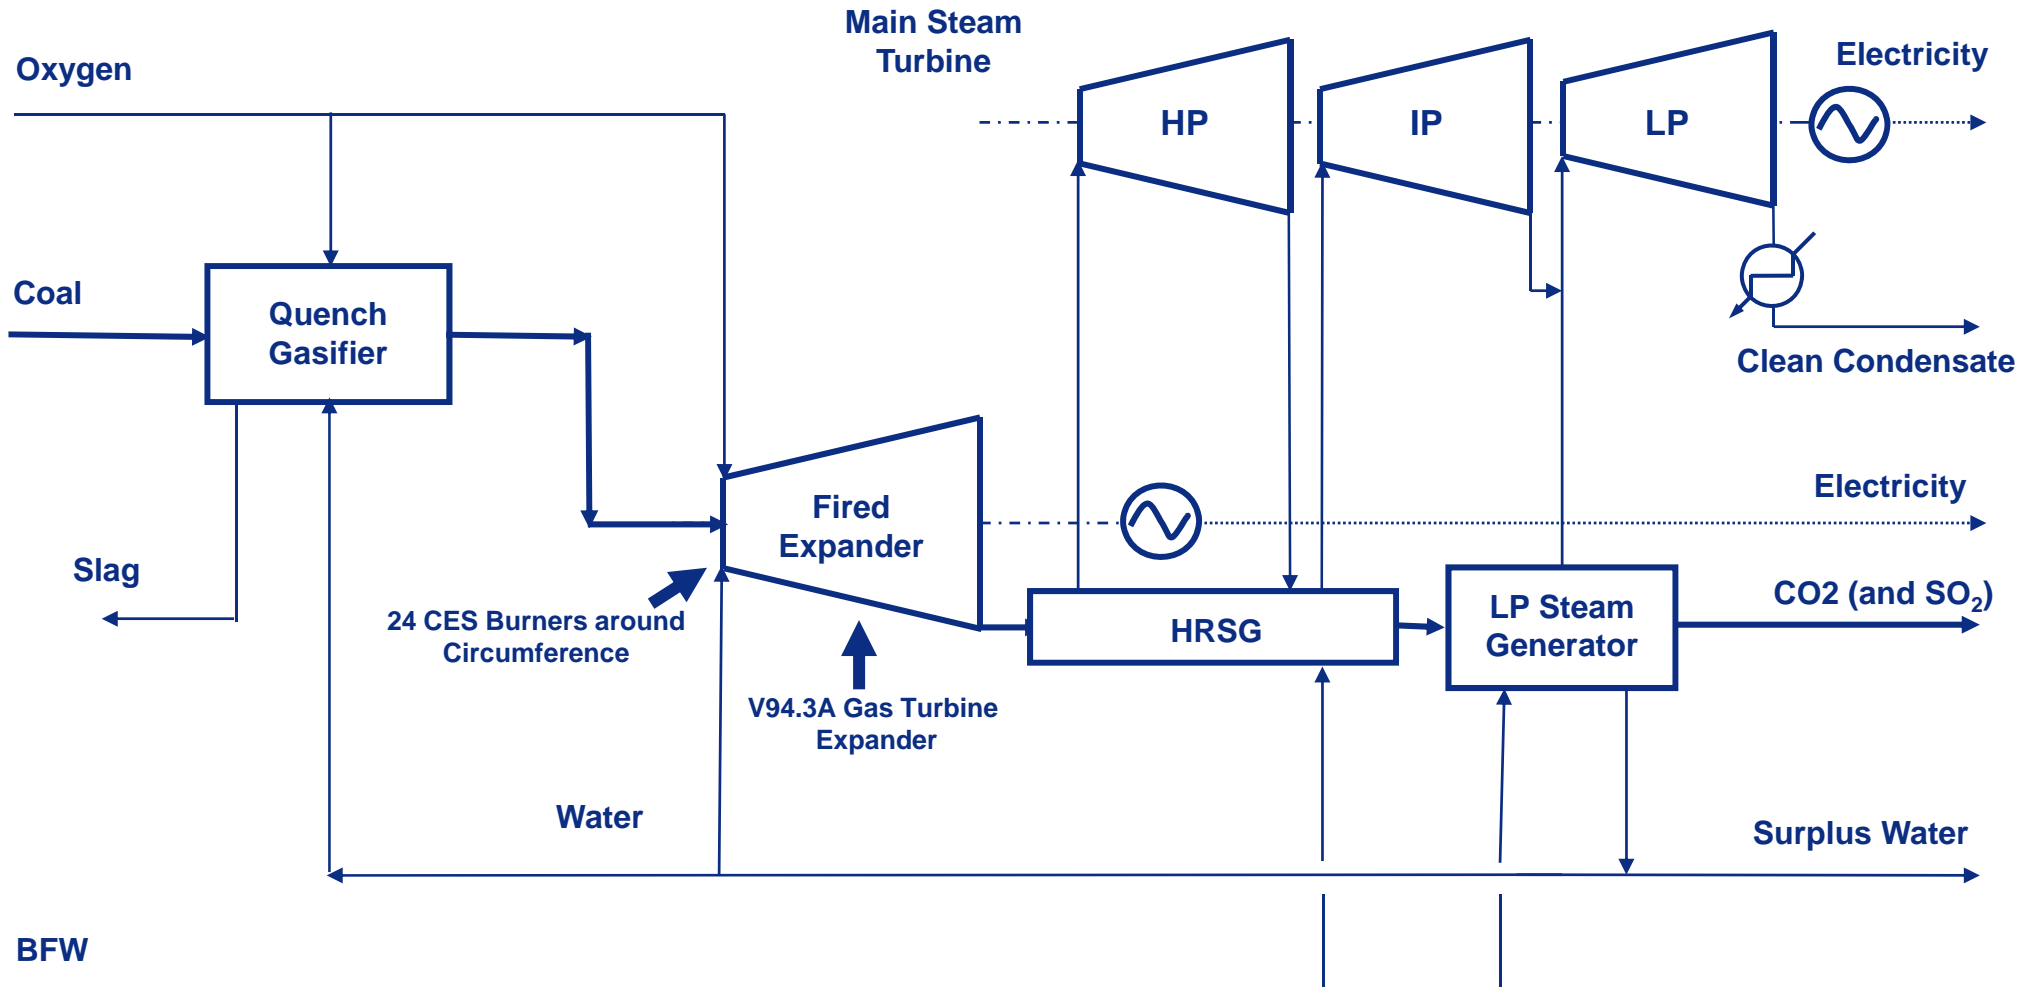 Main Steam
Turbine
Oxygen
Electricity
HP
IP
LP
Coal
Quench
Gasifier
Clean Condensate
Fired
Expander
Electricity
Slag
24 CES Burners around
Circumference
HRSG
LP Steam
Generator
CO2 (and SO₂)
V94.3A Gas Turbine
Expander
Water
Surplus Water
BFW